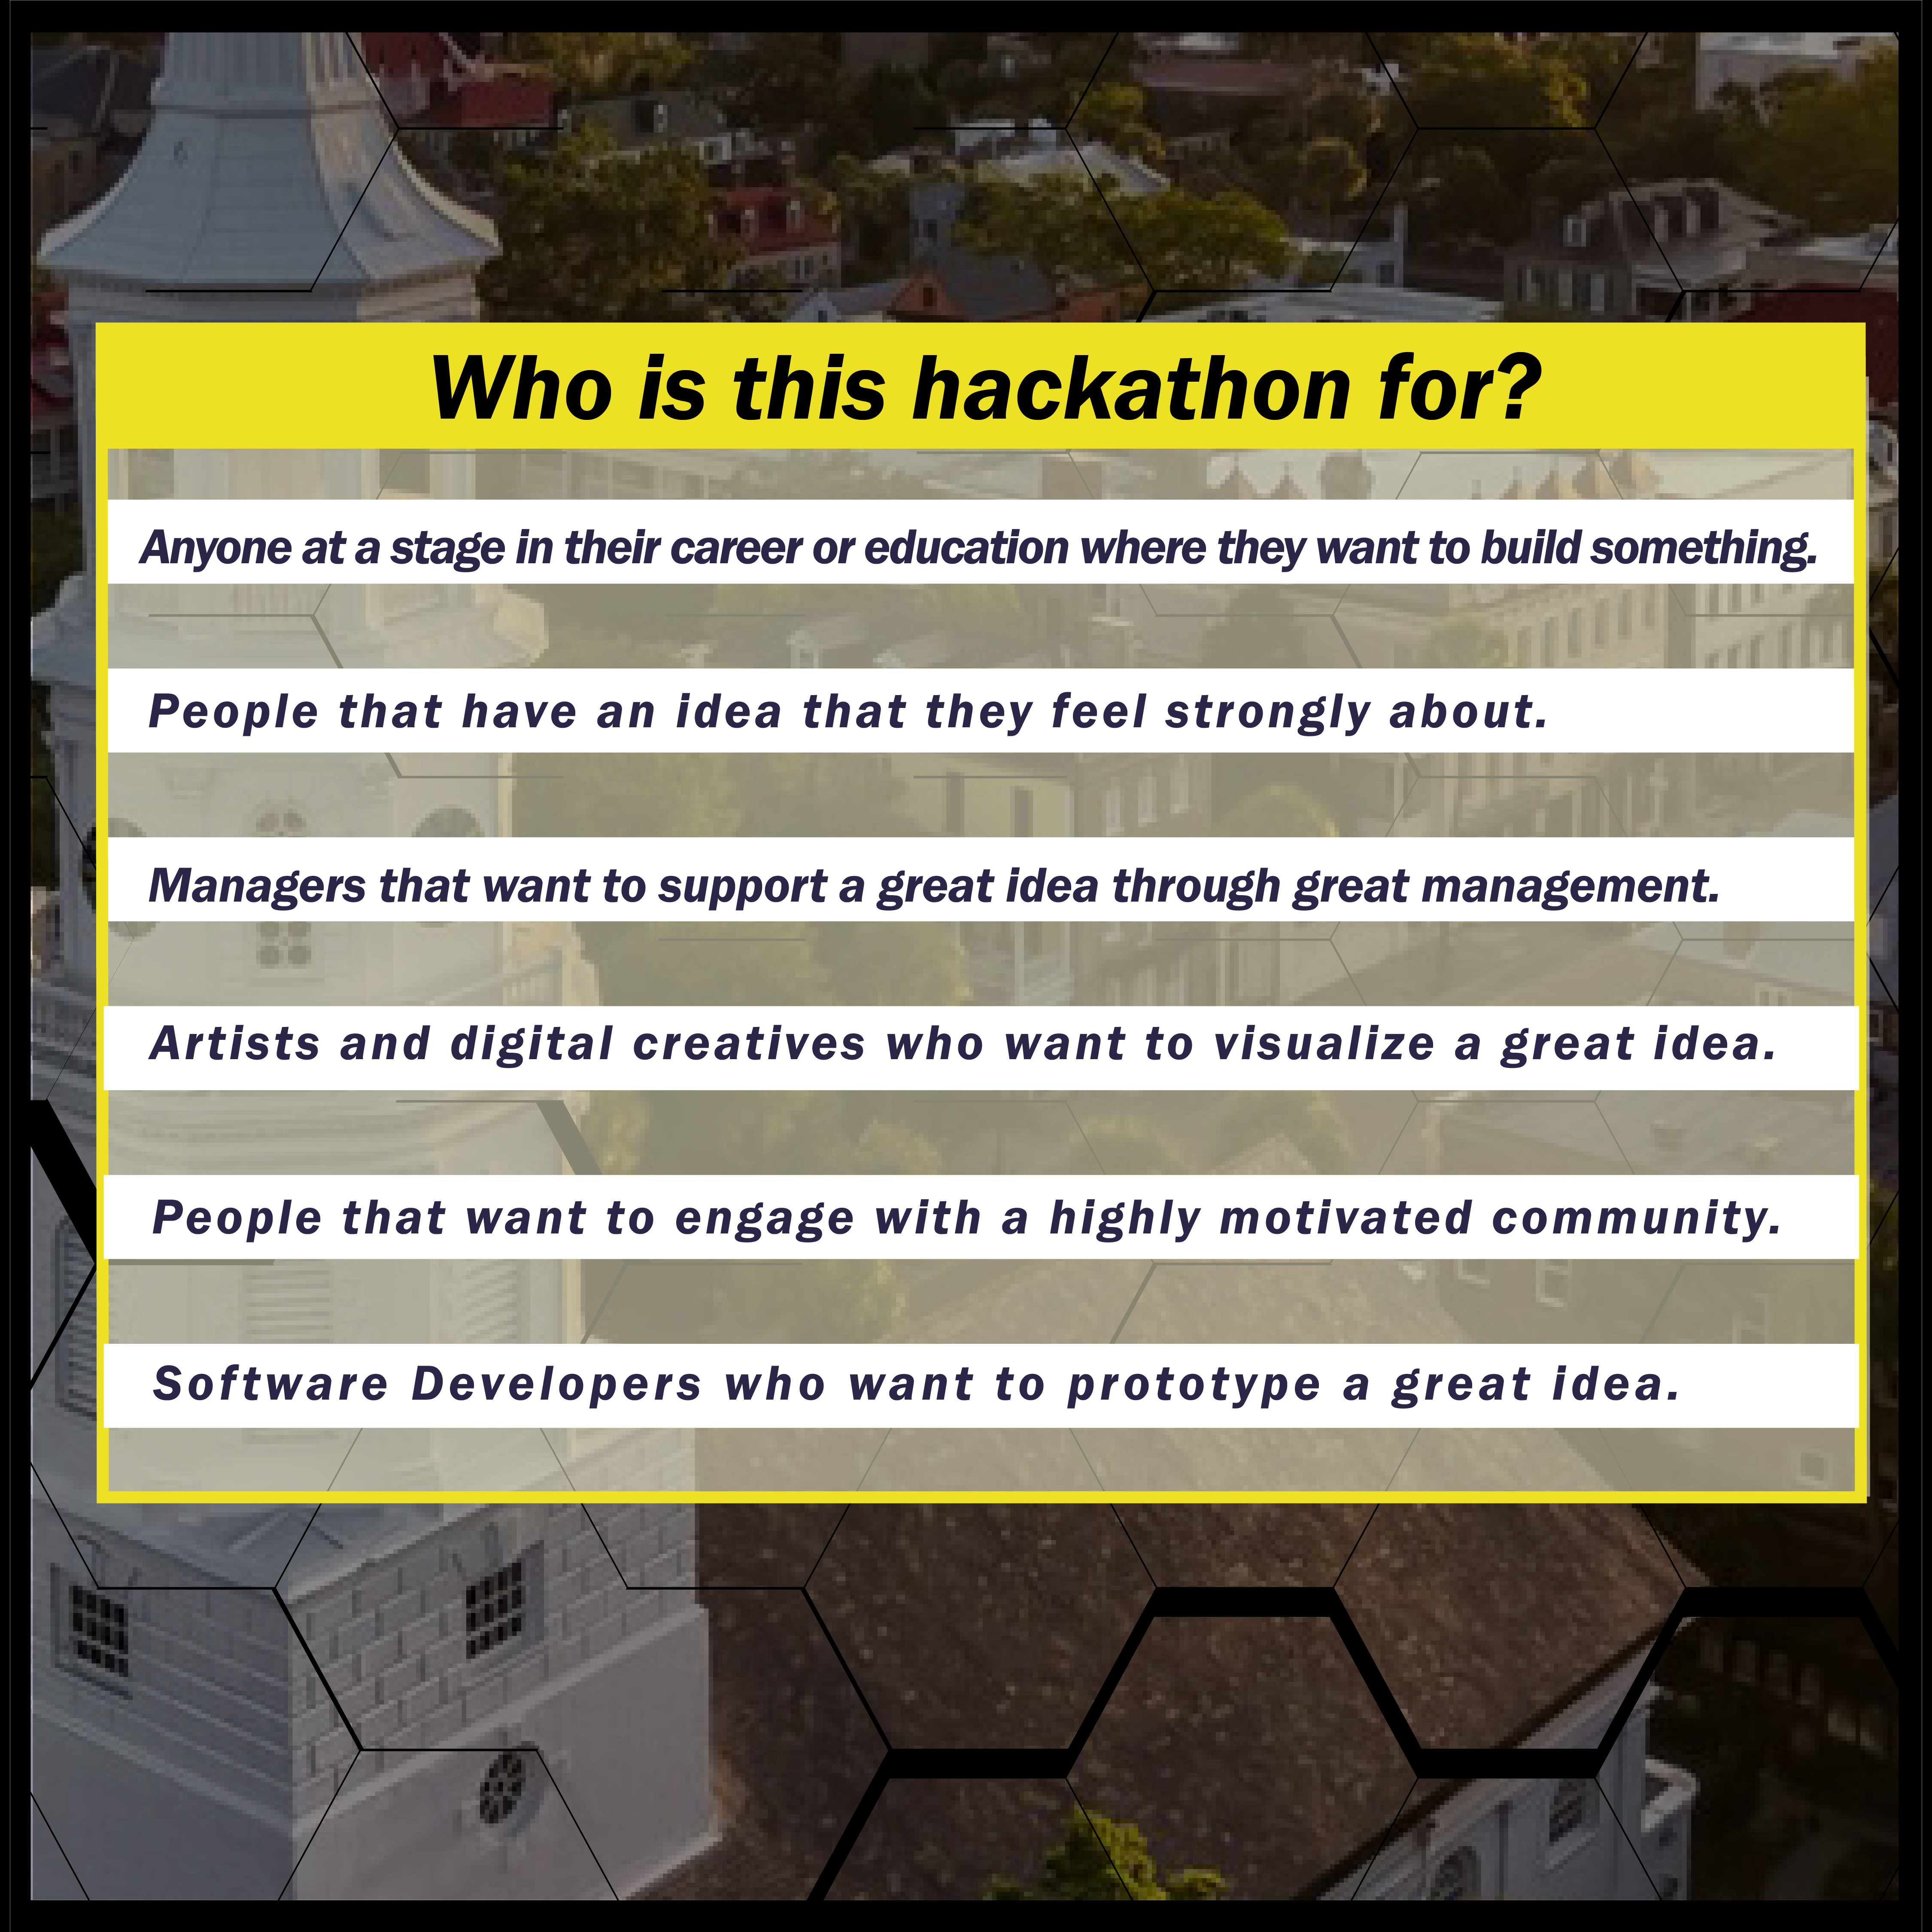 Who is this hackathon for?
Anyone at a stage in their career or education where they want to build something.
People that have an idea that they feel strongly about.
Managers that want to support a great idea through great management.
Artists and digital creatives who want to visualize a great idea.
People that want to engage with a highly motivated community.
Software Developers who want to prototype a great idea.